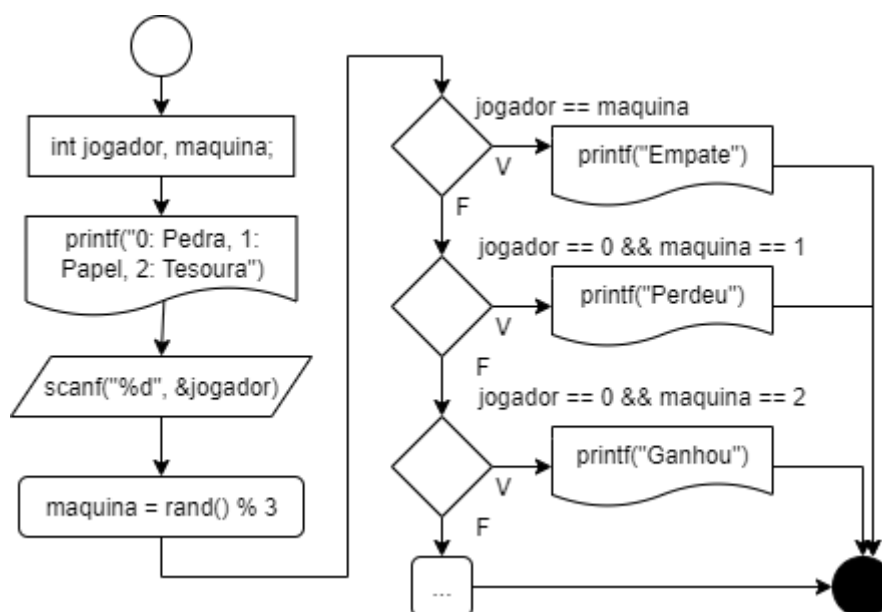 int jogador, maquina;
printf("0: Pedra, 1:
Papel, 2: Tesoura")
scanf("%d", &jogador)
maquina = rand() % 3
jogador == maquina
printf("Empate")
V
F
jogador == 0 && maquina == 1
printf("Perdeu")
V
F
jogador == 0 && maquina == 2
printf("Ganhou")
V
F
...